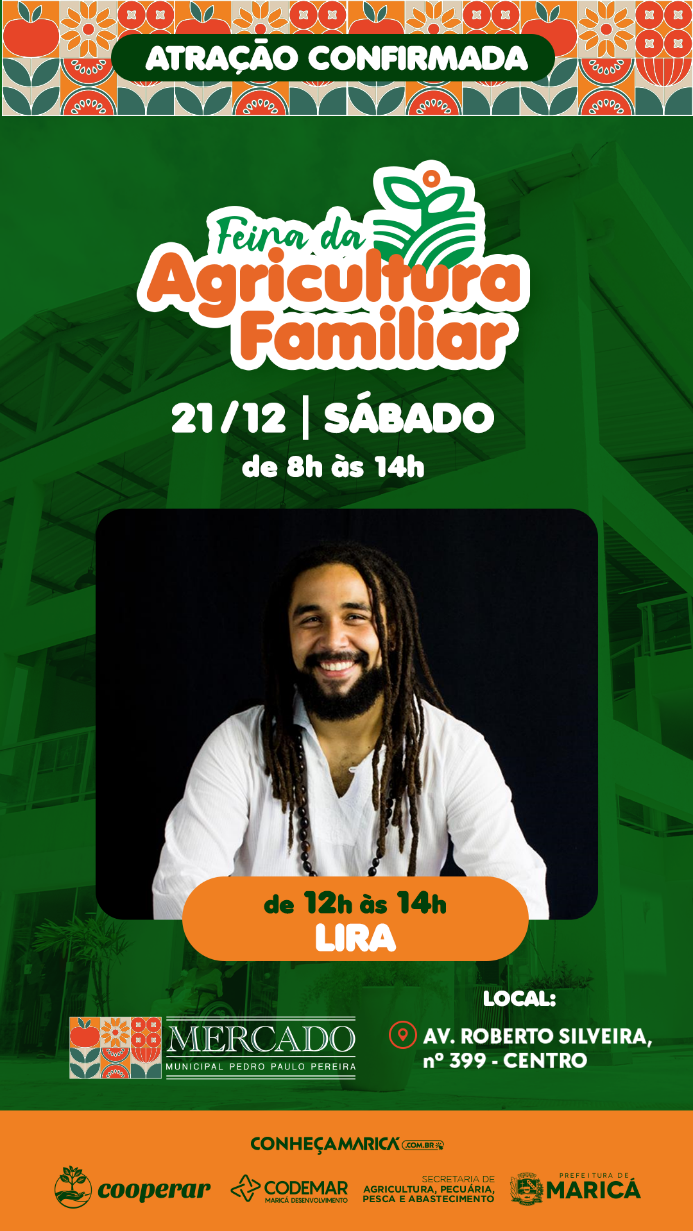 ATRAÇÃO CONFIRMADA
Feira da
Agricultura
Familiar
21/12 | SÁBADO
de 8h às 14h
de 12h às 14h
LIRA
LOCAL:
AV. ROBERTO SILVEIRA,
nº 399 - CENTRO
MERCADO
MUNICIPAL PEDRO PAULO PEREIRA
CONHEÇAMARICÁ .COM.BR
cooperar
CODEMAR
MARICÁ DESENVOLVIMENTO
SECRETARIA DE
AGRICULTURA, PECUÁRIA,
PESCA E ABASTECIMENTO
PREFEITURA DE
MARICÁ